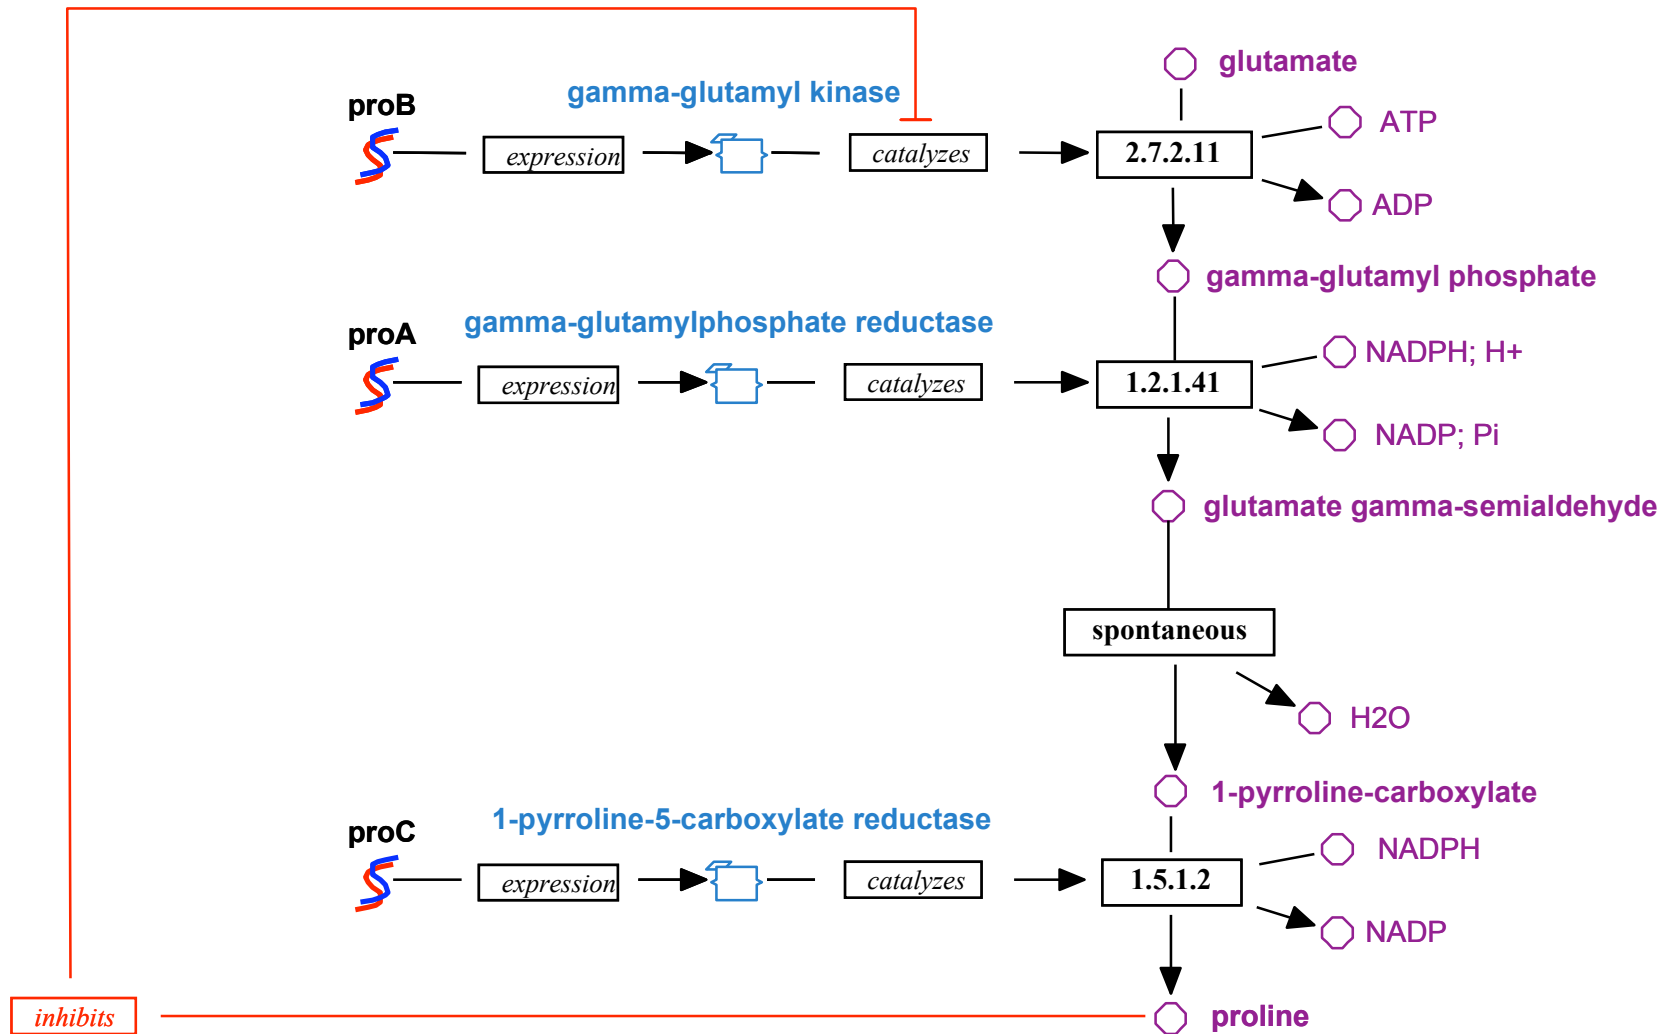 glutamate
proB
gamma-glutamyl kinase
ATP
expression
catalyzes
2.7.2.11
ADP
gamma-glutamyl phosphate
proA
gamma-glutamylphosphate reductase
NADPH; H+
expression
catalyzes
1.2.1.41
NADP; Pi
glutamate gamma-semialdehyde
spontaneous
H2O
1-pyrroline-carboxylate
proC
1-pyrroline-5-carboxylate reductase
NADPH
expression
catalyzes
1.5.1.2
NADP
inhibits
proline